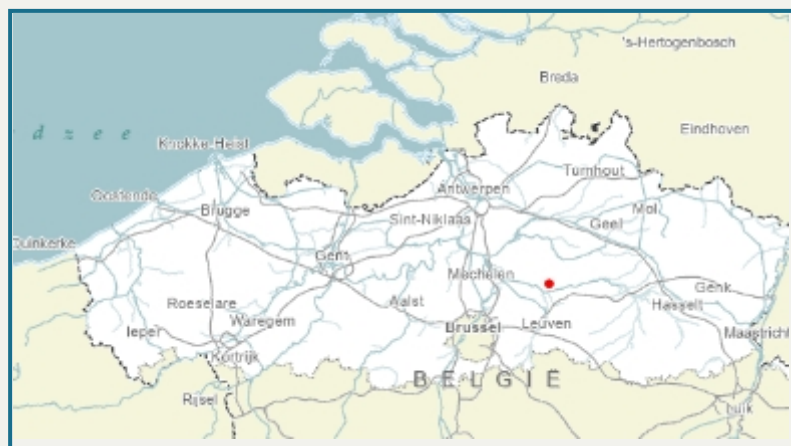 's-Hertogenbosch
Breda
d z e e
Eindhoven
Knokke-Heist
Turnhout
Antwerpen
Oostende
Mol
Brugge
Sint-Niklaas
Geel
Duinkerke
Gent
Mechelen
Genk
Roeselare
Aalst
Hasselt
Waregem
Brussel
Leuven
Ieper
Maastricht
Kortrijk
BELGIË
Rijsel
Luik